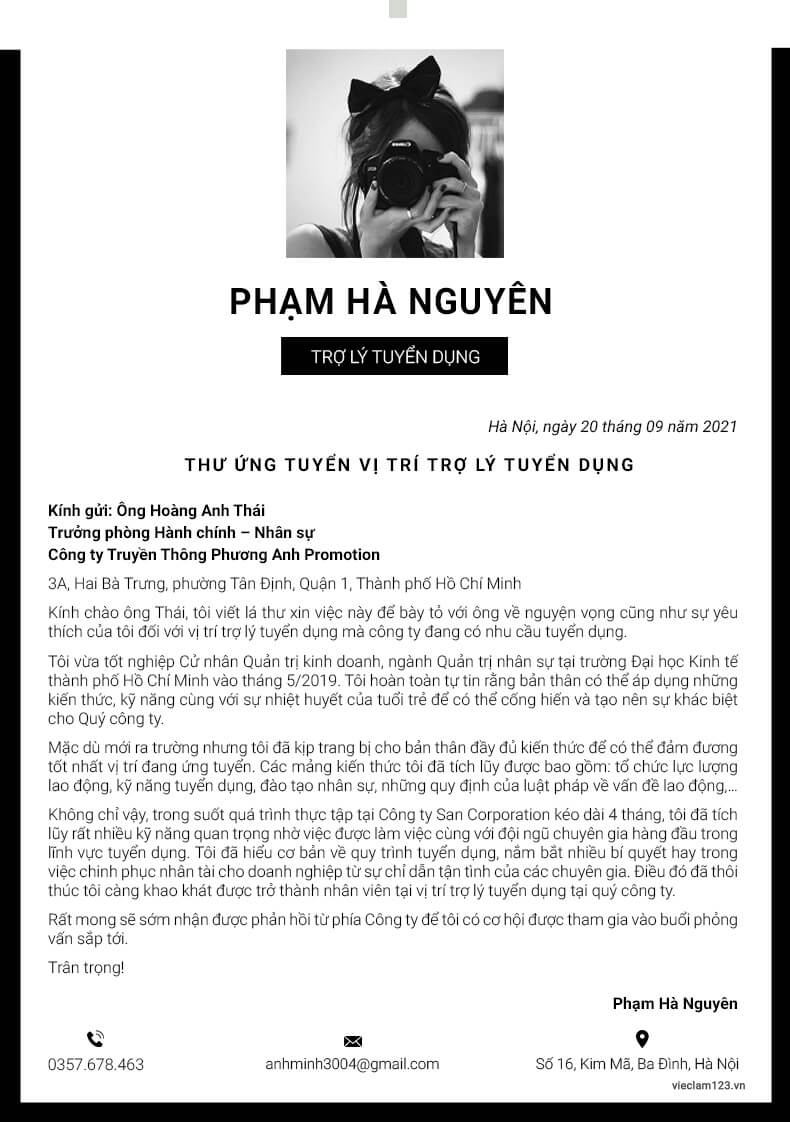 PHẠM HÀ NGUYÊN
TRỢ LÝ TUYỂN DỤNG
Hà Nội, ngày 20 tháng 09 năm 2021
THƯ ỨNG TUYỂN VỊ TRÍ TRỢ LÝ TUYỂN DỤNG
Kính gửi: Ông Hoàng Anh Thái
Trưởng phòng Hành chính – Nhân sự
Công ty Truyền Thông Phương Anh Promotion
3A, Hai Bà Trưng, phường Tân Định, Quận 1, Thành phố Hồ Chí Minh
Kính chào ông Thái, tôi viết lá thư xin việc này để bày tỏ với ông về nguyện vọng cũng như sự yêu
thích của tôi đối với vị trí trợ lý tuyển dụng mà công ty đang có nhu cầu tuyển dụng.
Tôi vừa tốt nghiệp Cử nhân Quản trị kinh doanh, ngành Quản trị nhân sự tại trường Đại học Kinh tế
thành phố Hồ Chí Minh vào tháng 5/2019. Tôi hoàn toàn tự tin rằng bản thân có thể áp dụng những
kiến thức, kỹ năng cùng với sự nhiệt huyết của tuổi trẻ để có thể cống hiến và tạo nên sự khác biệt
cho Quý công ty.
Mặc dù mới ra trường nhưng tôi đã kịp trang bị cho bản thân đầy đủ kiến thức để có thể đảm đương
tốt nhất vị trí đang ứng tuyển. Các mảng kiến thức tôi đã tích lũy được bao gồm: tổ chức lực lượng
lao động, kỹ năng tuyển dụng, đào tạo nhân sự, những quy định của luật pháp về vấn đề lao động,...
Không chỉ vậy, trong suốt quá trình thực tập tại Công ty San Corporation kéo dài 4 tháng, tôi đã tích
lũy rất nhiều kỹ năng quan trọng nhờ việc được làm việc cùng với đội ngũ chuyên gia hàng đầu trong
lĩnh vực tuyển dụng. Tôi đã hiểu cơ bản về quy trình tuyển dụng, nắm bắt nhiều bí quyết hay trong
việc chinh phục nhân tài cho doanh nghiệp từ sự chỉ dẫn tận tình của các chuyên gia. Điều đó đã thôi
thúc tôi càng khao khát được trở thành nhân viên tại vị trí trợ lý tuyển dụng tại quý công ty.
Rất mong sẽ sớm nhận được phản hồi từ phía Công ty để tôi có cơ hội được tham gia vào buổi phỏng
vấn sắp tới.
Trân trọng!
Phạm Hà Nguyên
0357.678.463
anhminh3004@gmail.com
Số 16, Kim Mã, Ba Đình, Hà Nội
vieclam123.vn